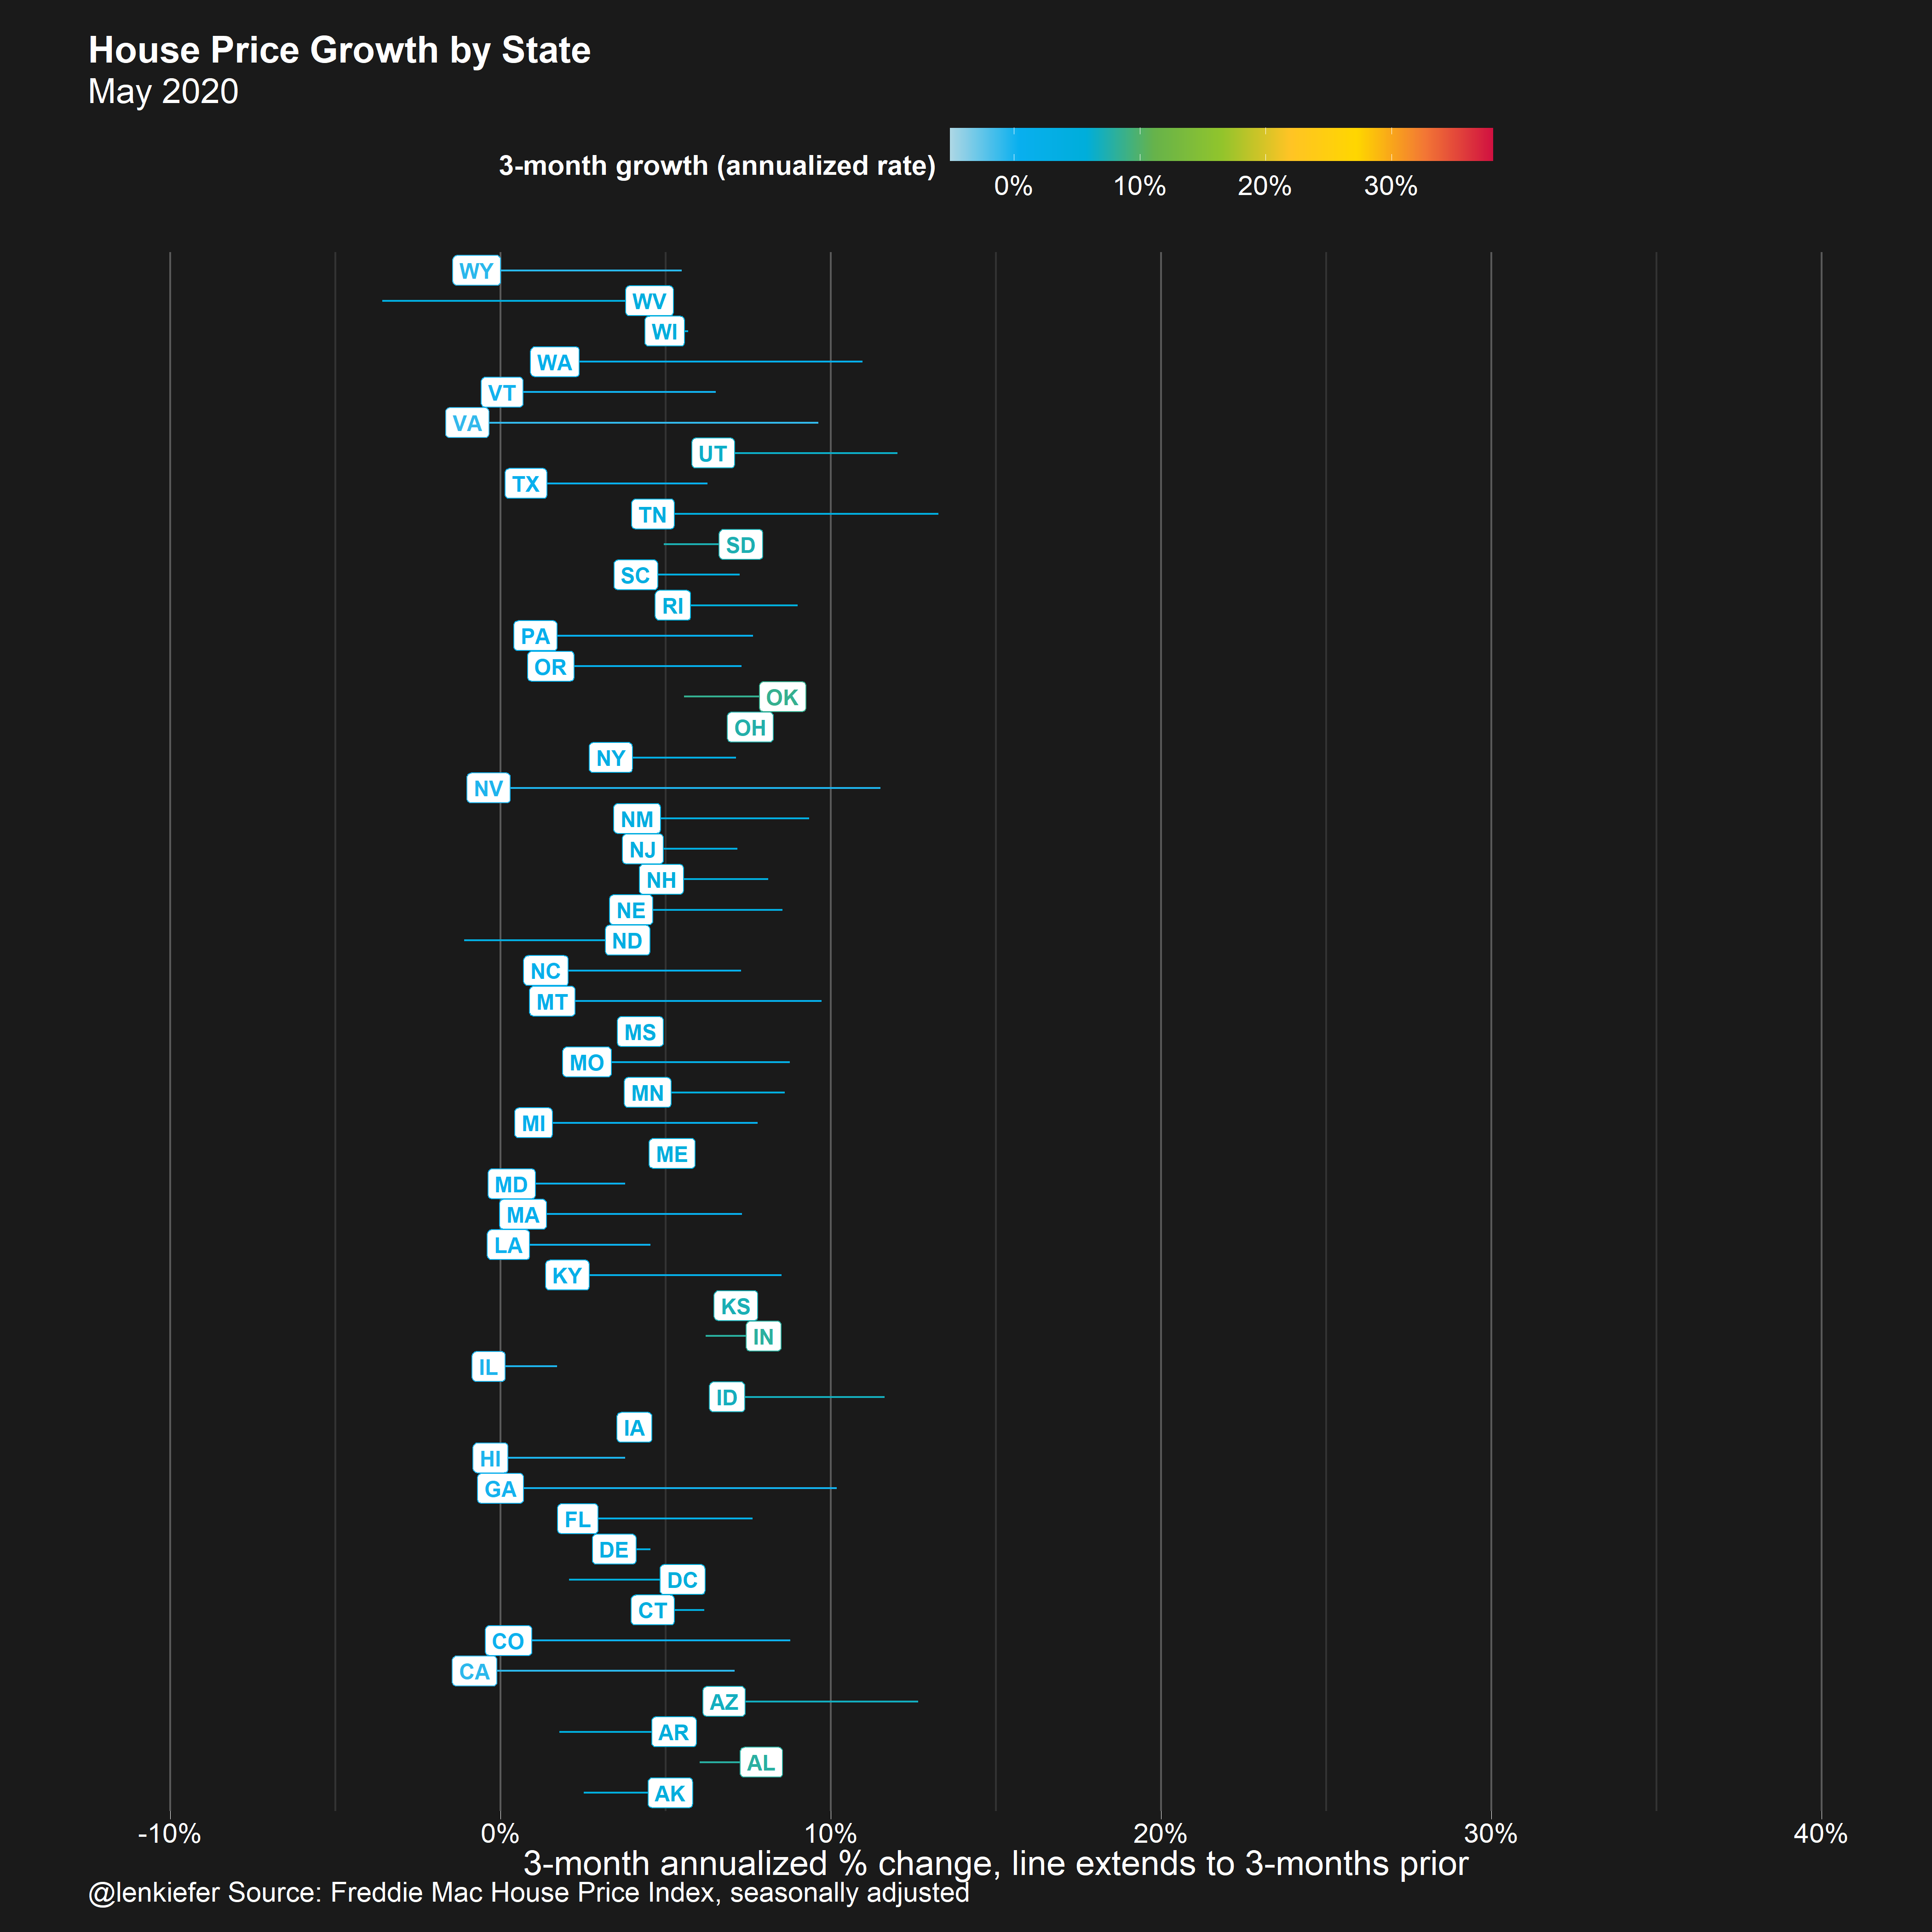 House Price Growth by State
May 2020
3-month growth (annualized rate)
0% 10% 20% 30%
WY
WV
WI
WA
VT
VA
UT
TX
TN
SD
SC
RI
PA
OR
OK
OH
NY
NV
NM
NJ
NH
NE
ND
NC
MT
MS
MO
MN
MI
ME
MD
MA
LA
KY
KS
IN
IL
ID
IA
HI
GA
FL
DE
DC
CT
CO
CA
AZ
AR
AL
AK
-10% 0% 10% 20% 30% 40%
3-month annualized % change, line extends to 3-months prior
@lenkiefer Source: Freddie Mac House Price Index, seasonally adjusted